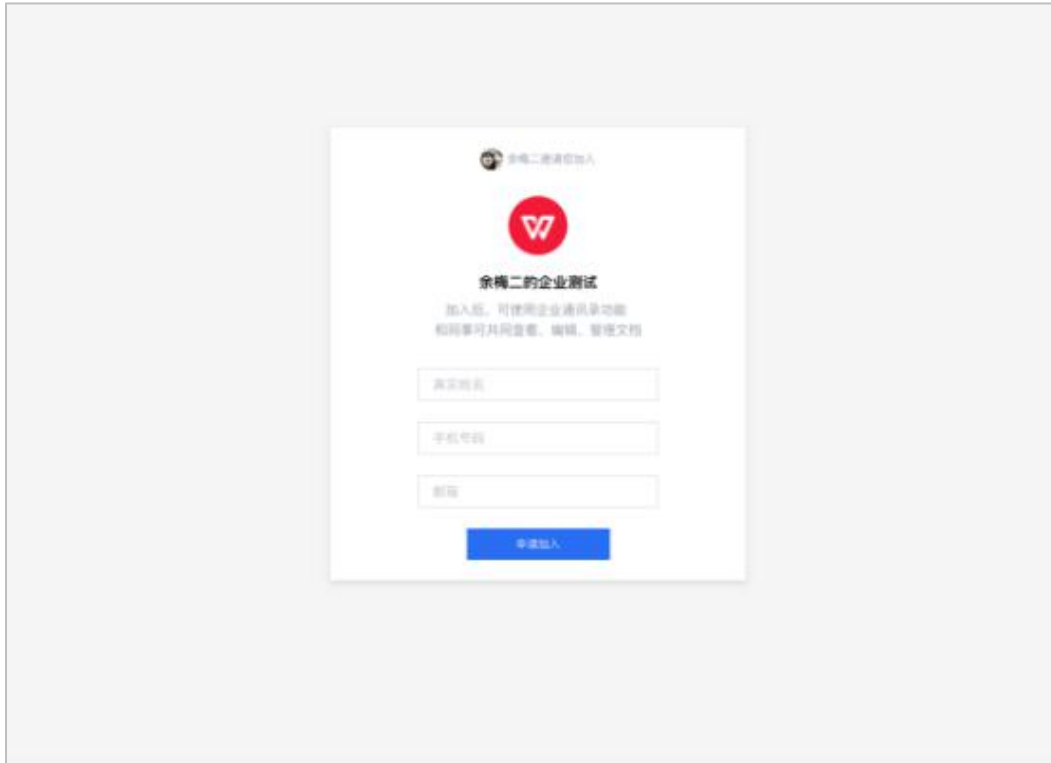 余梅二邀请您加入
余梅二的企业测试
加入后，可使用企业通讯录功能
和同事可共同查看、编辑、管理文档
真实姓名
手机号码
邮箱
申请加入